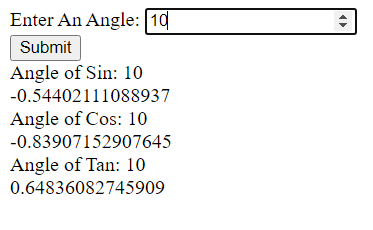 Enter An Angle: 10
Submit
Angle of Sin: 10
-0.54402111088937
Angle of Cos: 10
-0.83907152907645
Angle of Tan: 10
0.64836082745909